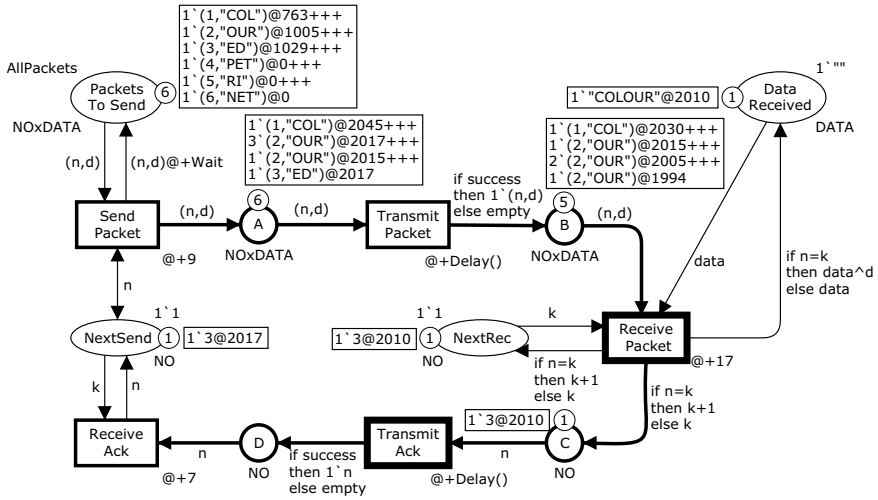 1`(1,"COL")@763+++
1`(2,"OUR")@1005+++
1`(3,"ED")@1029+++
1`(4,"PET")@0+++
1`(5,"RI")@0+++
1`(6,"NET")@0
AllPackets
Packets
To Send
6
NOxDATA
1`""
1`"COLOUR"@2010
1
Data
Received
DATA
1`(1,"COL")@2045+++
3`(2,"OUR")@2017+++
1`(2,"OUR")@2015+++
1`(3,"ED")@2017
1`(1,"COL")@2030+++
1`(2,"OUR")@2015+++
2`(2,"OUR")@2005+++
1`(2,"OUR")@1994
(n,d)
(n,d)@+Wait
if success
then 1`(n,d)
else empty
Send
Packet
@+9
(n,d)
6
A
NOxDATA
(n,d)
Transmit
Packet
@+Delay()
5
B
NOxDATA
(n,d)
data
if n=k
then data^d
else data
n
1`1
NextSend
1
1`3@2017
NO
1`1
1`3@2010
1
NextRec
NO
k
if n=k
then k+1
else k
Receive
Packet
@+17
if n=k
then k+1
else k
k
n
Receive
Ack
@+7
n
D
NO
if success
then 1`n
else empty
Transmit
Ack
@+Delay()
1`3@2010
1
n
C
NO